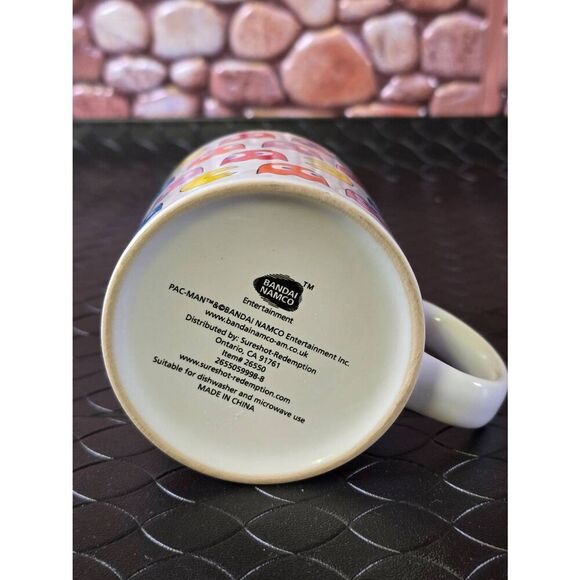 BANDAI
NAMCO
TM
Entertainment
PAC-MAN™&©BANDAI NAMCO Entertainment Inc.
www.bandainamco-am.co.uk
Distributed by: Sureshot-Redemption
Ontario, CA 91761
Item# 26550
2655059998-8
www.sureshot-redemption.com
Suitable for dishwasher and microwave use
MADE IN CHINA